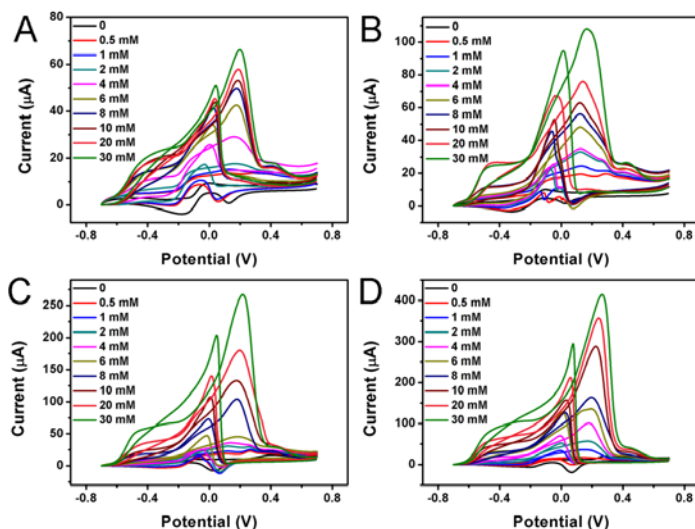 A
Current (μA)
80
60
40
20
0
0
0.5 mM
1 mM
2 mM
4 mM
6 mM
8 mM
10 mM
20 mM
30 mM
-0.8 -0.4 0.0 0.4 0.8
Potential (V)
B
Current (μA)
100
80
60
40
20
0
0
0.5 mM
1 mM
2 mM
4 mM
6 mM
8 mM
10 mM
20 mM
30 mM
-0.8 -0.4 0.0 0.4 0.8
Potential (V)
C
Current (μA)
250
200
150
100
50
0
0
0.5 mM
1 mM
2 mM
4 mM
6 mM
8 mM
10 mM
20 mM
30 mM
-0.8 -0.4 0.0 0.4 0.8
Potential (V)
D
Current (μA)
400
300
200
100
0
0
0.5 mM
1 mM
2 mM
4 mM
6 mM
8 mM
10 mM
20 mM
30 mM
-0.8 -0.4 0.0 0.4 0.8
Potential (V)